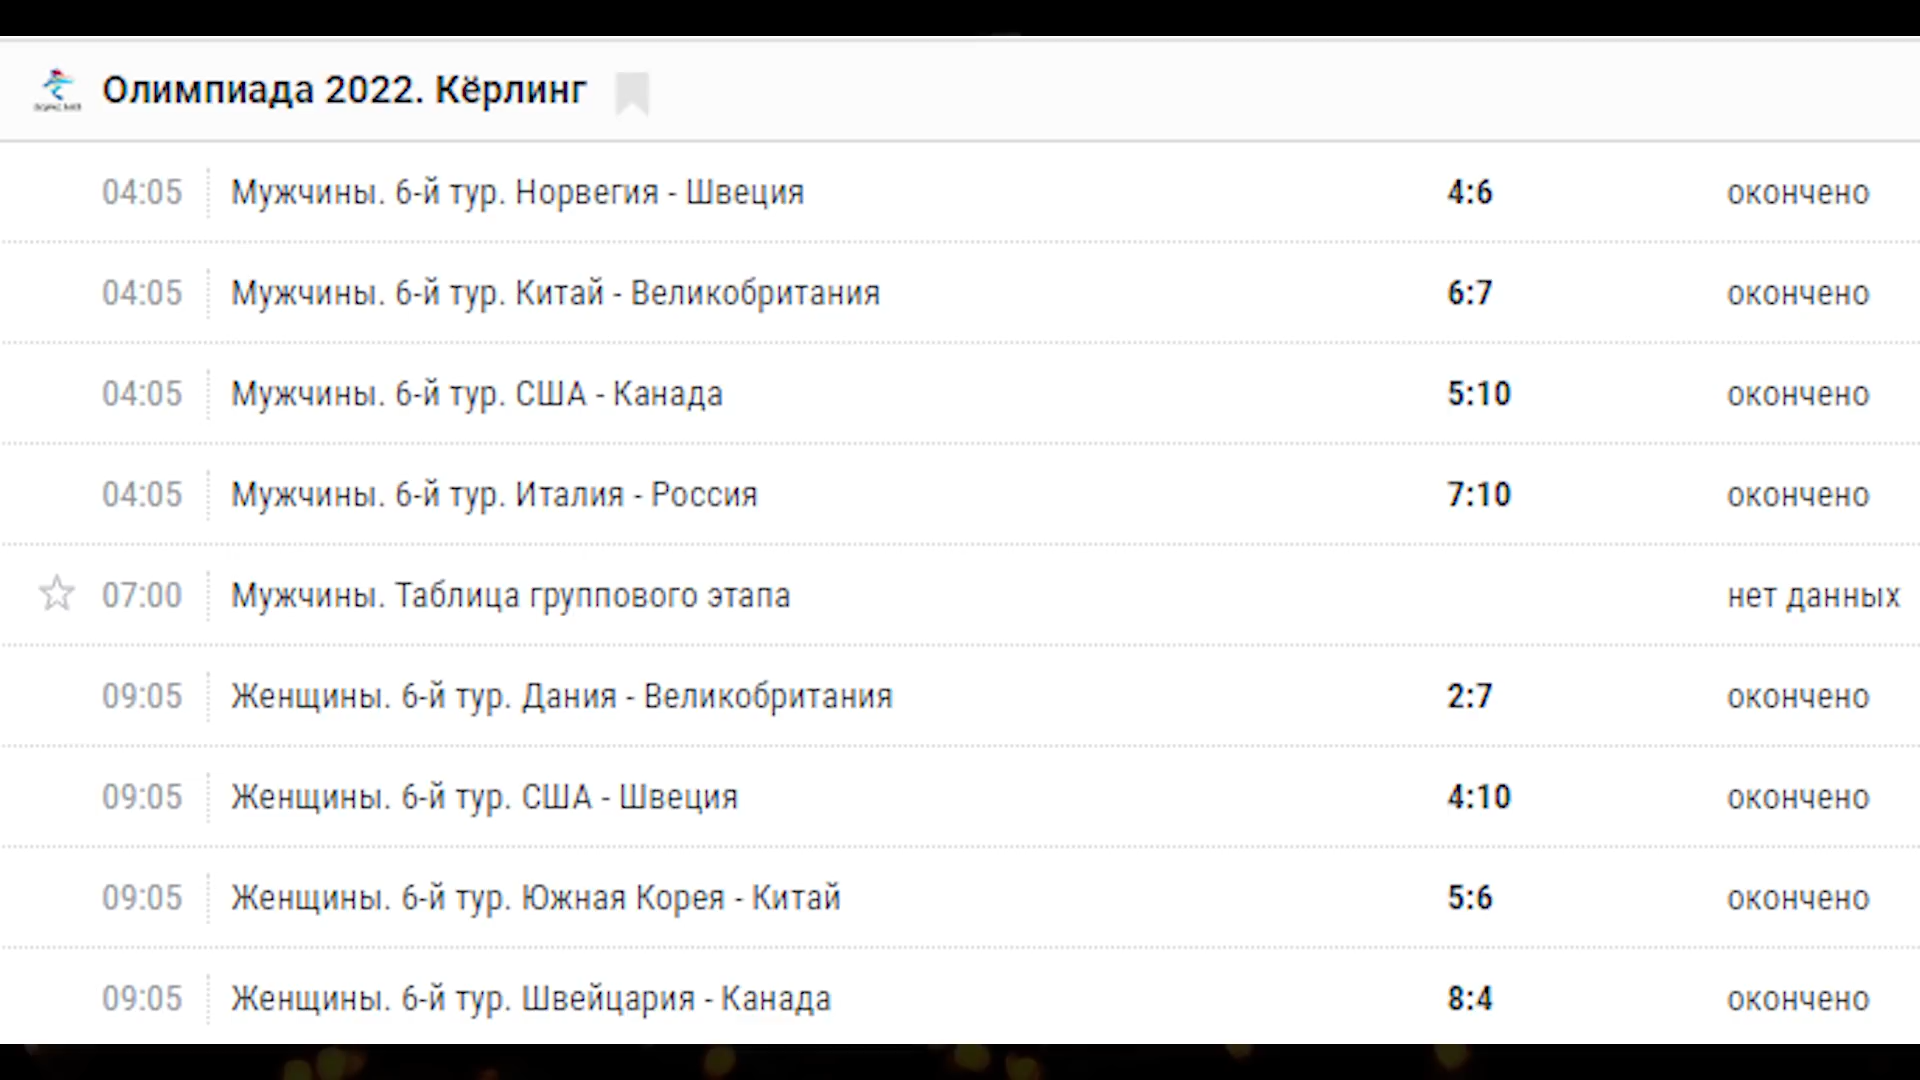 Олимпиада 2022. Кёрлинг
04:05 Мужчины. 6-й тур. Норвегия - Швеция 4:6 окончено
04:05 Мужчины. 6-й тур. Китай - Великобритания 6:7 окончено
04:05 Мужчины. 6-й тур. США - Канада 5:10 окончено
04:05 Мужчины. 6-й тур. Италия - Россия 7:10 окончено
07:00 Мужчины. Таблица группового этапа нет данных
09:05 Женщины. 6-й тур. Дания - Великобритания 2:7 окончено
09:05 Женщины. 6-й тур. США - Швеция 4:10 окончено
09:05 Женщины. 6-й тур. Южная Корея - Китай 5:6 окончено
09:05 Женщины. 6-й тур. Швейцария - Канада 8:4 окончено